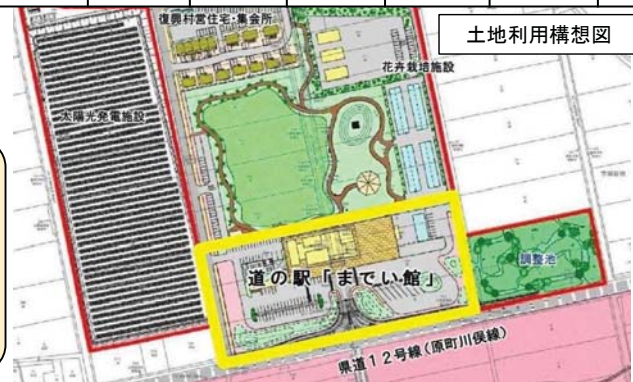 土地利用構想図
復興村営住宅・集会所
花卉栽培施設
太陽光発電施設
道の駅「までい館」
調整池
県道12号線(原町川俣線)